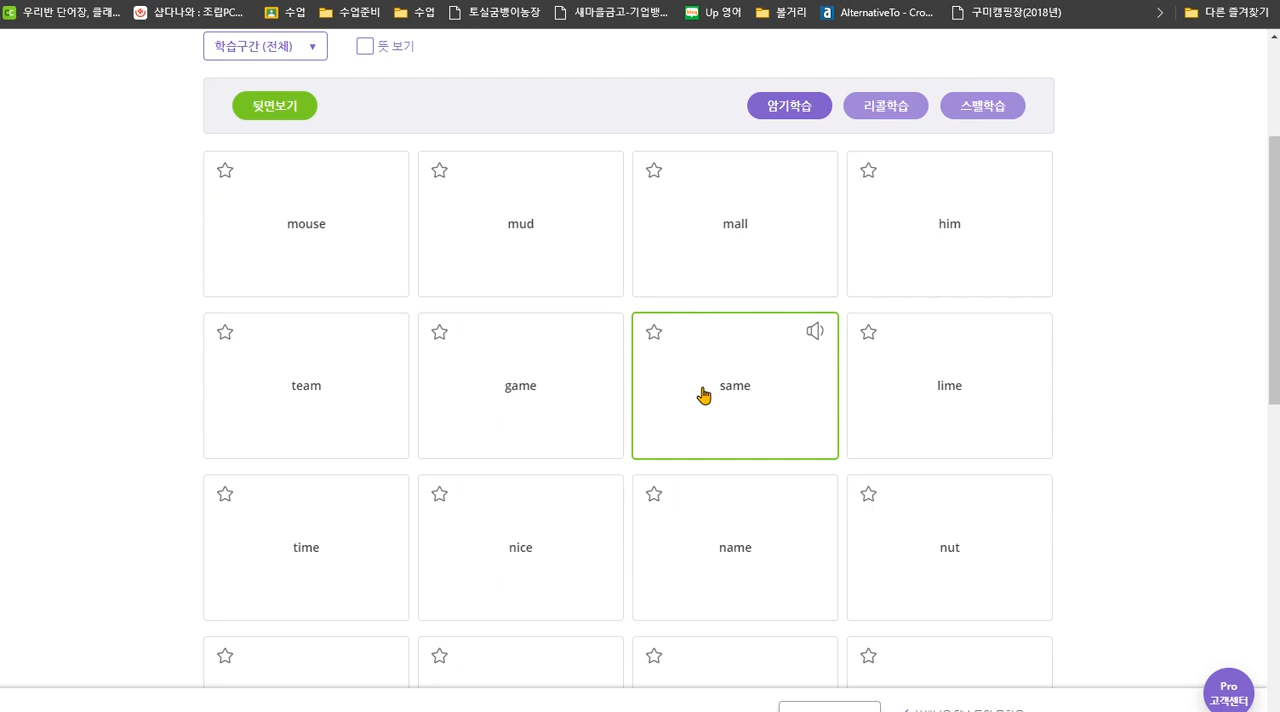 우리반 단어장, 클래... 샵다나와 : 조립PC... 수업 수업준비 수업 토실궁뱅이농장 새마을금고-기업뱅... blog Up 영어 볼거리 a AlternativeTo - Cro... 구미캠핑장(2018년) 다른 즐겨찾기
학습구간 (전체) ▼ 뜻 보기
뒷면보기 암기학습 리콜학습 스펠학습
mouse mud mall him
team game same lime
time nice name nut
Pro
고객센터